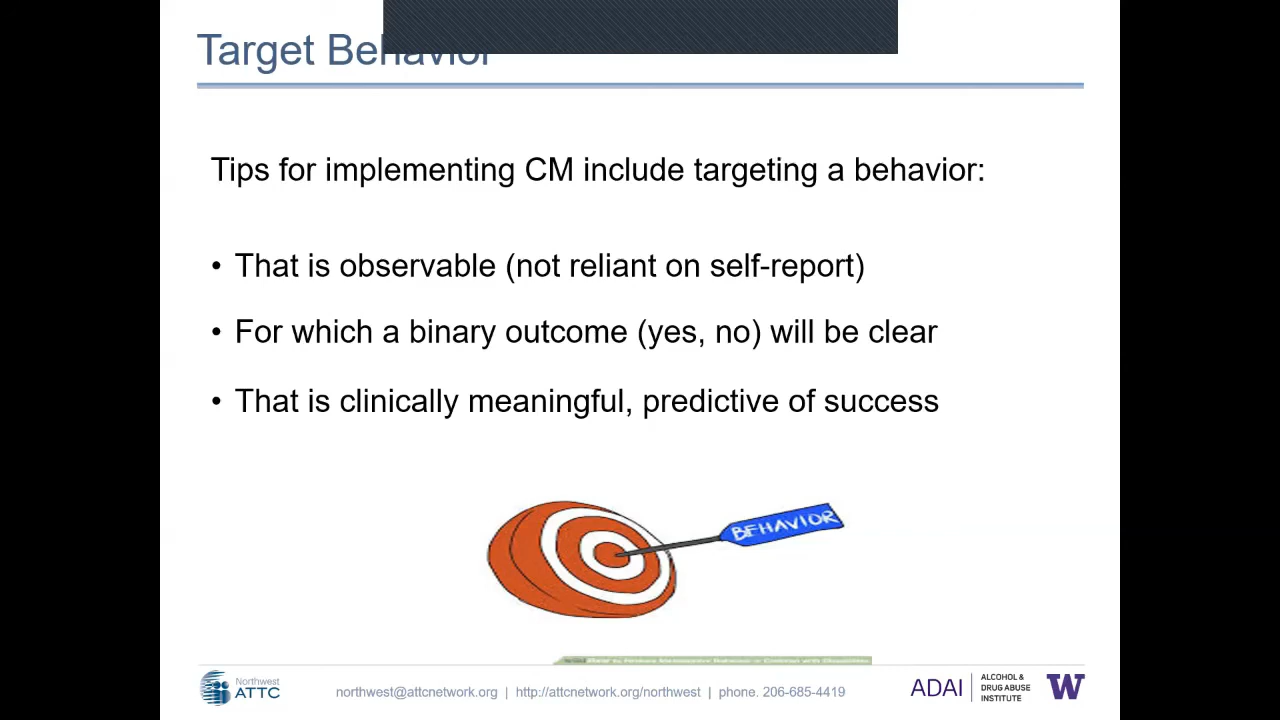 Target Behavior
Tips for implementing CM include targeting a behavior:
• That is observable (not reliant on self-report)
• For which a binary outcome (yes, no) will be clear
• That is clinically meaningful, predictive of success
BEHAVIOR
Northwest
ATTC
northwest@attcnetwork.org | http://attcnetwork.org/northwest | phone. 206-685-4419
ADAI
ALCOHOL &
DRUG ABUSE
INSTITUTE
W